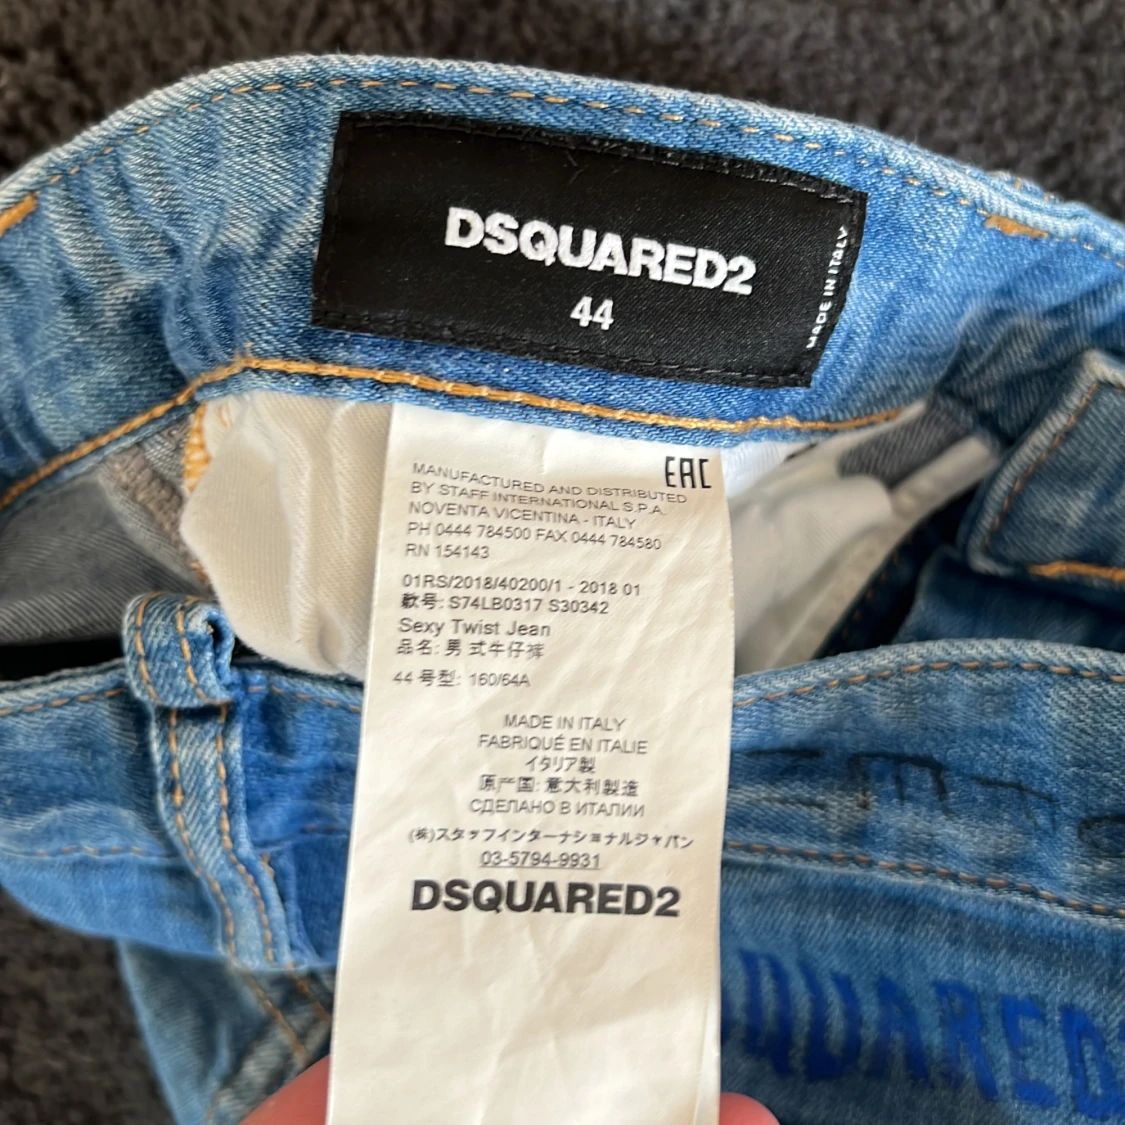 DSQUARED2
44
MADE IN ITALY
EAC
MANUFACTURED AND DISTRIBUTED
BY STAFF INTERNATIONAL S.P.A.
NOVENTA VICENTINA - ITALY
PH 0444 784500 FAX 0444 784580
RN 154143
01RS/2018/40200/1 - 2018 01
款号: S74LB0317 S30342
Sexy Twist Jean
品名: 男 式牛仔裤
44 号型: 160/64A
MADE IN ITALY
FABRIQUÉ EN ITALIE
イタリア製
原产国: 意大利製造
СДЕЛАНО В ИТАЛИИ
(株)スタッフインターナショナルジャパン
03-5794-9931
DSQUARED2
QUARED